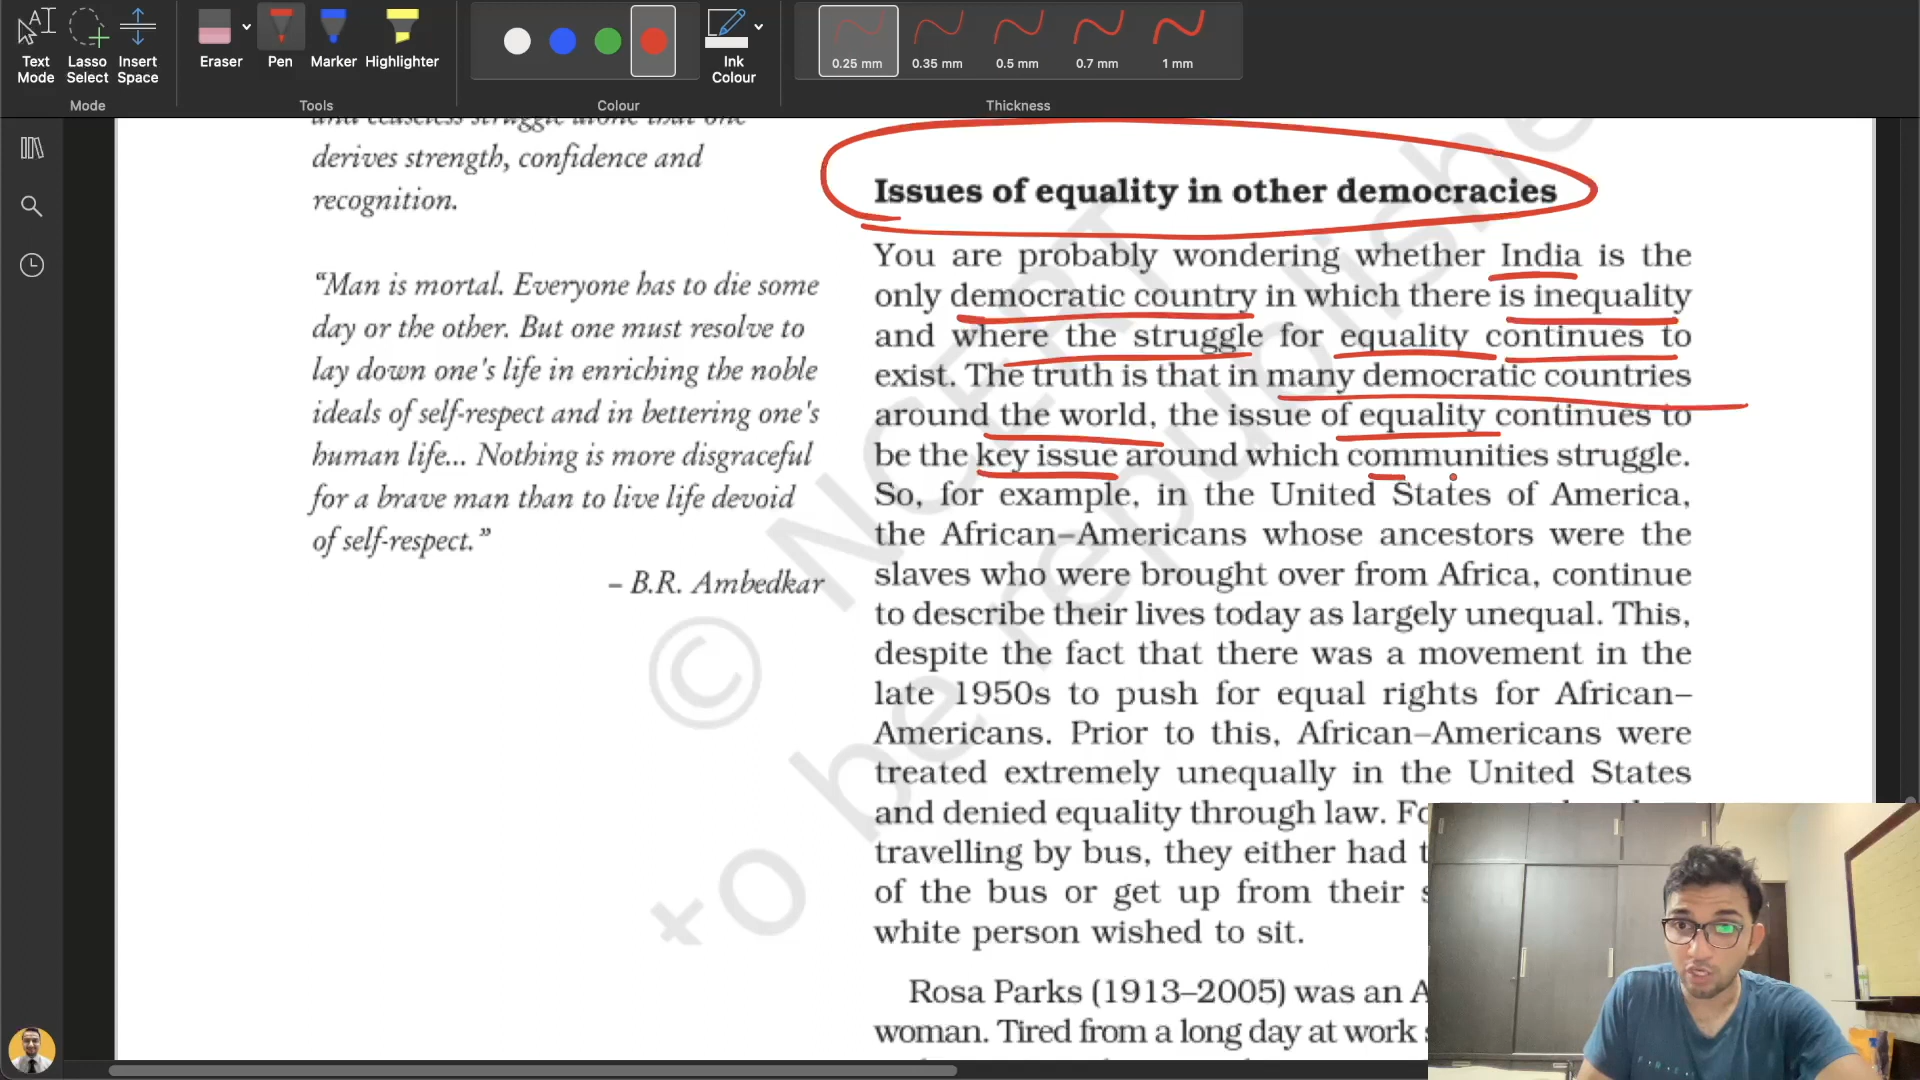 Text Mode
Lasso Select
Insert Space
Mode
Eraser
Pen
Marker
Highlighter
Tools
Colour
Ink Colour
0.25 mm
0.35 mm
0.5 mm
0.7 mm
1 mm
Thickness
and ceaseless struggle alone that one
derives strength, confidence and
recognition.
“Man is mortal. Everyone has to die some
day or the other. But one must resolve to
lay down one's life in enriching the noble
ideals of self-respect and in bettering one's
human life... Nothing is more disgraceful
for a brave man than to live life devoid
of self-respect.”
– B.R. Ambedkar
Issues of equality in other democracies
You are probably wondering whether India is the
only democratic country in which there is inequality
and where the struggle for equality continues to
exist. The truth is that in many democratic countries
around the world, the issue of equality continues to
be the key issue around which communities struggle.
So, for example, in the United States of America,
the African–Americans whose ancestors were the
slaves who were brought over from Africa, continue
to describe their lives today as largely unequal. This,
despite the fact that there was a movement in the
late 1950s to push for equal rights for African–
Americans. Prior to this, African–Americans were
treated extremely unequally in the United States
and denied equality through law.
travelling by bus, they either had
of the bus or get up from their
white person wished to sit.
Rosa Parks (1913–2005) was an
woman. Tired from a long day at work
© NCERT
to be republished